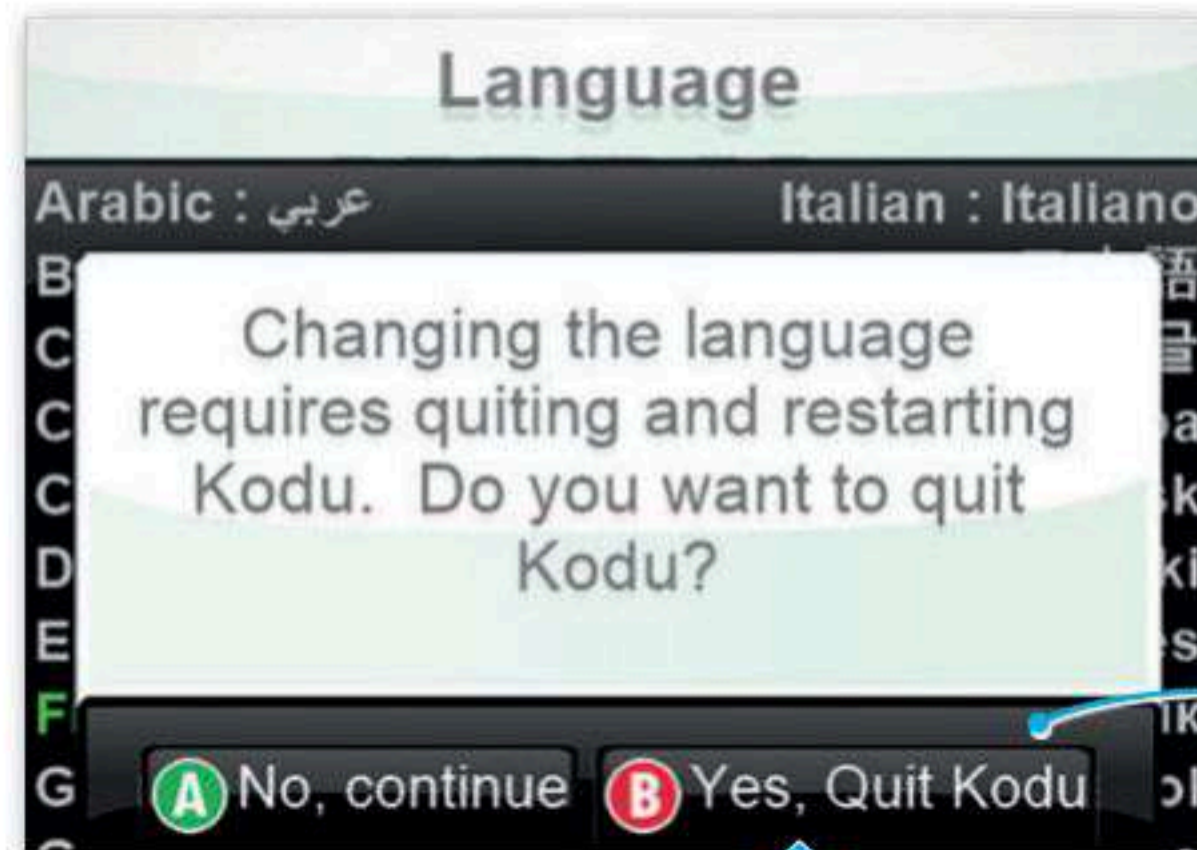 Language
Arabic : عربي
Italian : Italiano
B
語
C
C
C
D
E
G
Changing the language
requires quiting and restarting
Kodu. Do you want to quit
Kodu?
A No, continue
B Yes, Quit Kodu